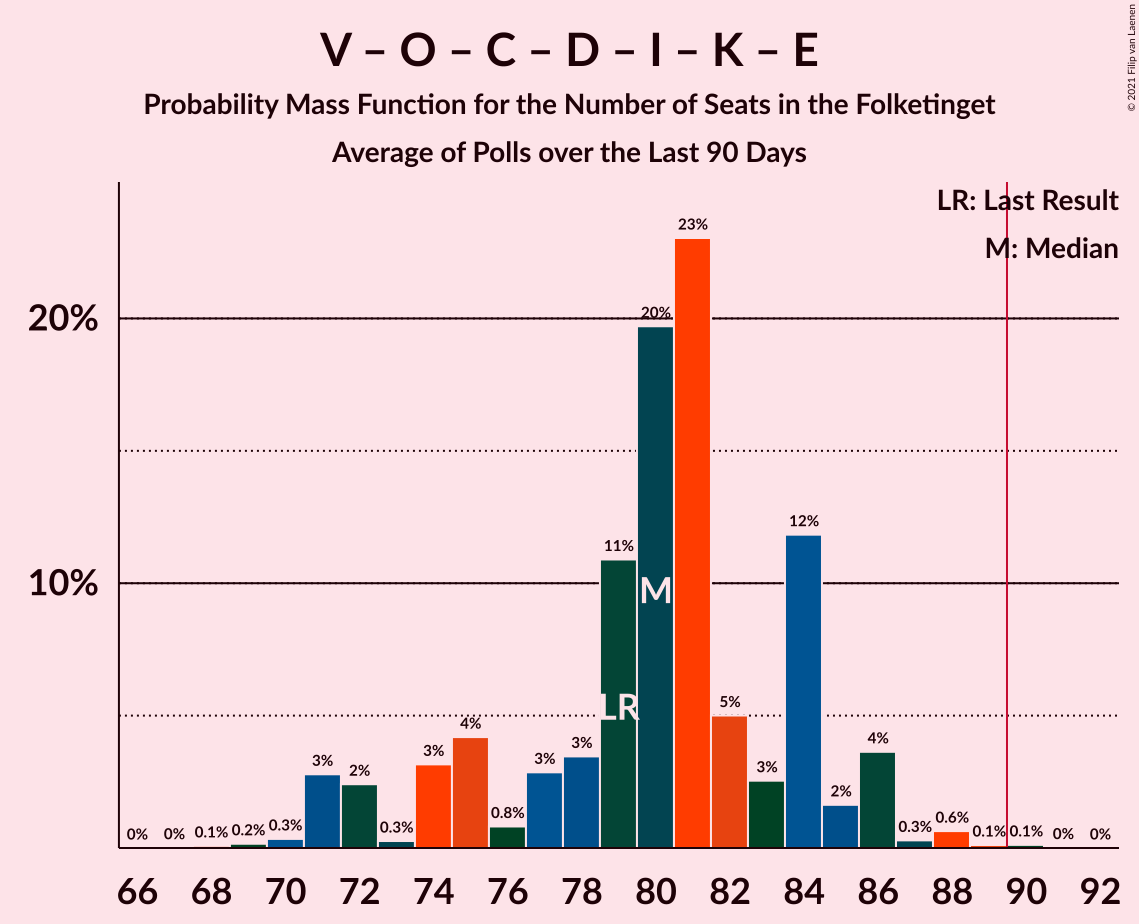 V – O – C – D – I – K – E
Probability Mass Function for the Number of Seats in the Folketinget
Average of Polls over the Last 90 Days
© 2021 Filip van Laenen
LR: Last Result
M: Median
20%
10%
0% 0% 0.1% 0.2% 0.3% 3% 2% 0.3% 3% 4% 0.8% 3% 3% 11% 20% 23% 5% 3% 12% 2% 4% 0.3% 0.6% 0.1% 0.1% 0% 0%
LR M
66 68 70 72 74 76 78 80 82 84 86 88 90 92